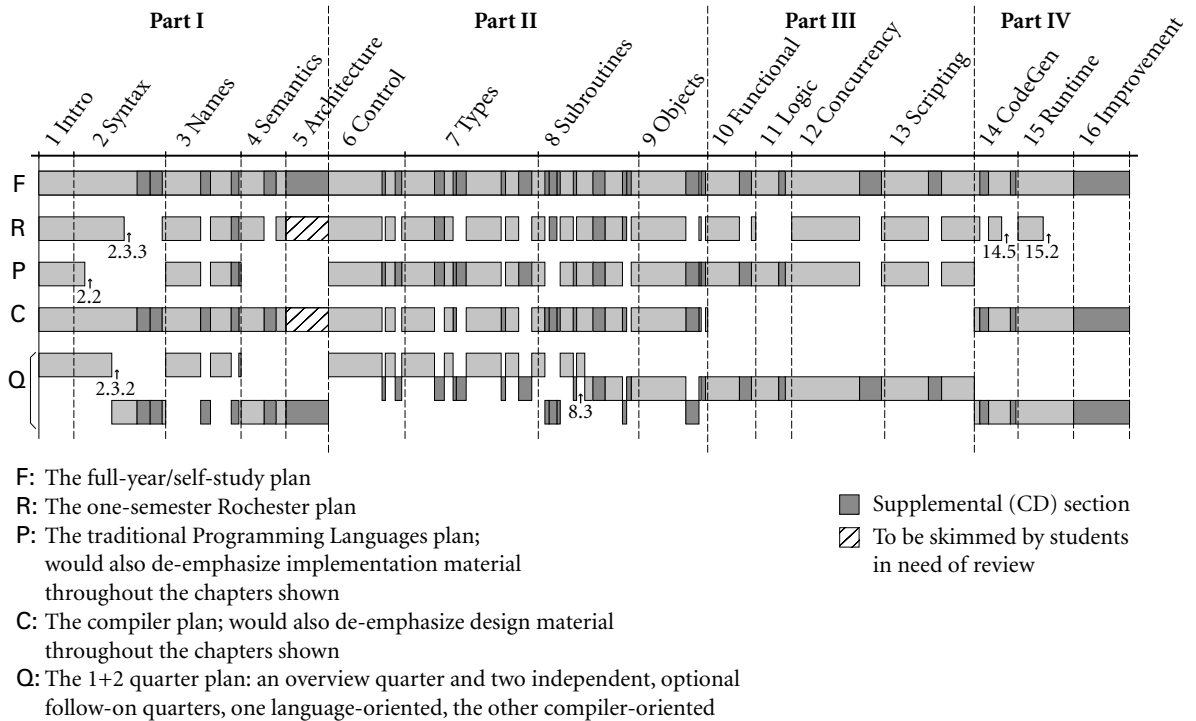 Part I
Part II
Part III
Part IV
1 Intro
2 Syntax
3 Names
4 Semantics
5 Architecture
6 Control
7 Types
8 Subroutines
9 Objects
10 Functional
11 Logic
12 Concurrency
13 Scripting
14 CodeGen
15 Runtime
16 Improvement
F
R
2.3.3
14.5
15.2
P
2.2
C
Q
2.3.2
8.3
F: The full-year/self-study plan
R: The one-semester Rochester plan
P: The traditional Programming Languages plan;
would also de-emphasize implementation material
throughout the chapters shown
C: The compiler plan; would also de-emphasize design material
throughout the chapters shown
Q: The 1+2 quarter plan: an overview quarter and two independent, optional
follow-on quarters, one language-oriented, the other compiler-oriented
Supplemental (CD) section
To be skimmed by students
in need of review